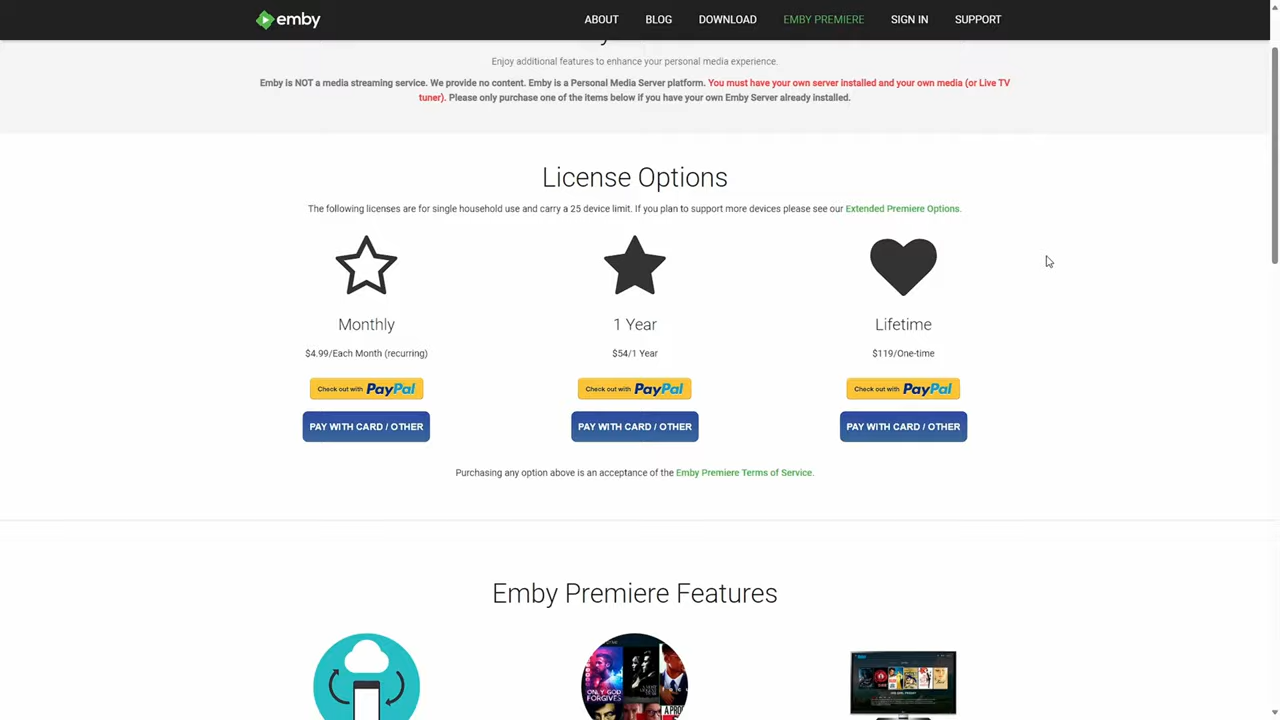 emby
ABOUT BLOG DOWNLOAD EMBY PREMIERE SIGN IN SUPPORT
Enjoy additional features to enhance your personal media experience.
Emby is NOT a media streaming service. We provide no content. Emby is a Personal Media Server platform. You must have your own server installed and your own media (or Live TV
tuner). Please only purchase one of the items below if you have your own Emby Server already installed.
License Options
The following licenses are for single household use and carry a 25 device limit. If you plan to support more devices please see our Extended Premiere Options.
Monthly
$4.99/Each Month (recurring)
Check out with PayPal
PAY WITH CARD / OTHER
1 Year
$54/1 Year
Check out with PayPal
PAY WITH CARD / OTHER
Lifetime
$119/One-time
Check out with PayPal
PAY WITH CARD / OTHER
Purchasing any option above is an acceptance of the Emby Premiere Terms of Service.
Emby Premiere Features
ONLY GOD
FORGIVES